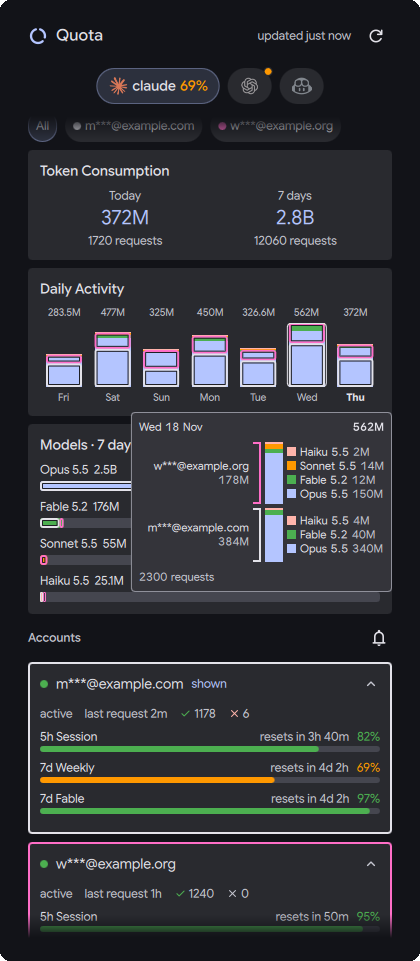 Quota
updated just now
claude 69%
All
m***@example.com
w***@example.org
Token Consumption
Today
7 days
372M
2.8B
1720 requests
12060 requests
Daily Activity
283.5M
477M
325M
450M
326.6M
562M
372M
Fri
Sat
Sun
Mon
Tue
Wed
Thu
Models · 7 day
Opus 5.5 2.5B
Fable 5.2 176M
Sonnet 5.5 55M
Haiku 5.5 25.1M
Wed 18 Nov
562M
w***@example.org
178M
Haiku 5.5 2M
Sonnet 5.5 14M
Fable 5.2 12M
Opus 5.5 150M
m***@example.com
384M
Haiku 5.5 4M
Fable 5.2 40M
Opus 5.5 340M
2300 requests
Accounts
m***@example.com shown
active last request 2m ✓ 1178 ✕ 6
5h Session resets in 3h 40m 82%
7d Weekly resets in 4d 2h 69%
7d Fable resets in 4d 2h 97%
w***@example.org
active last request 1h ✓ 1240 ✕ 0
5h Session resets in 50m 95%